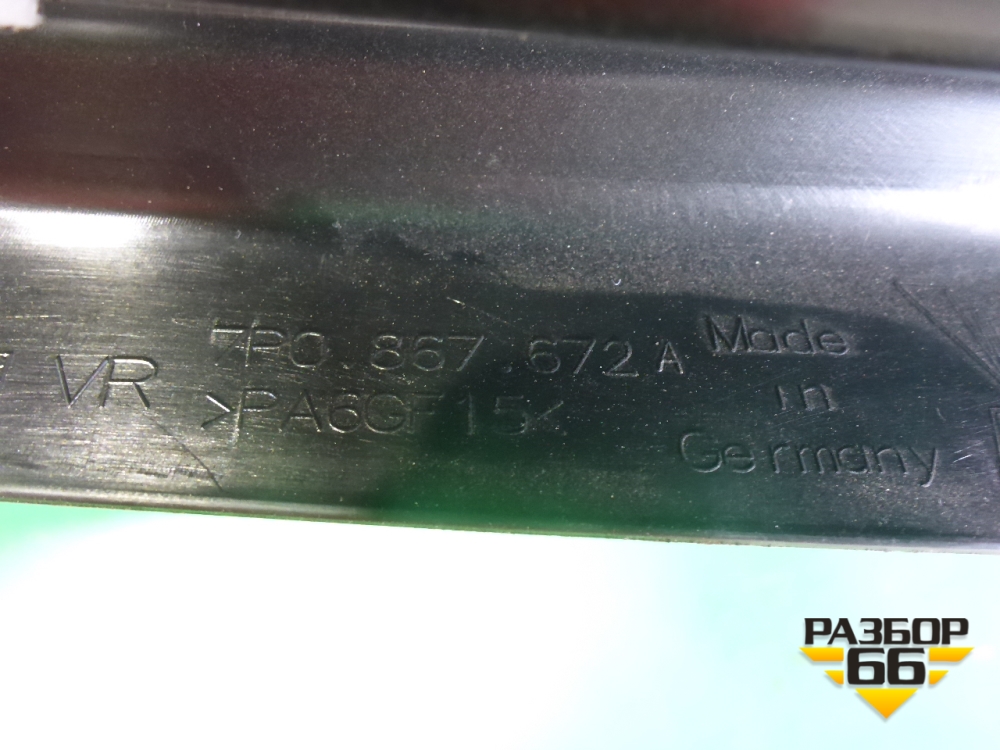 VR
7P0.867.672 A
>PA6GF15<
Made
in
Germany
РАЗБОР
66